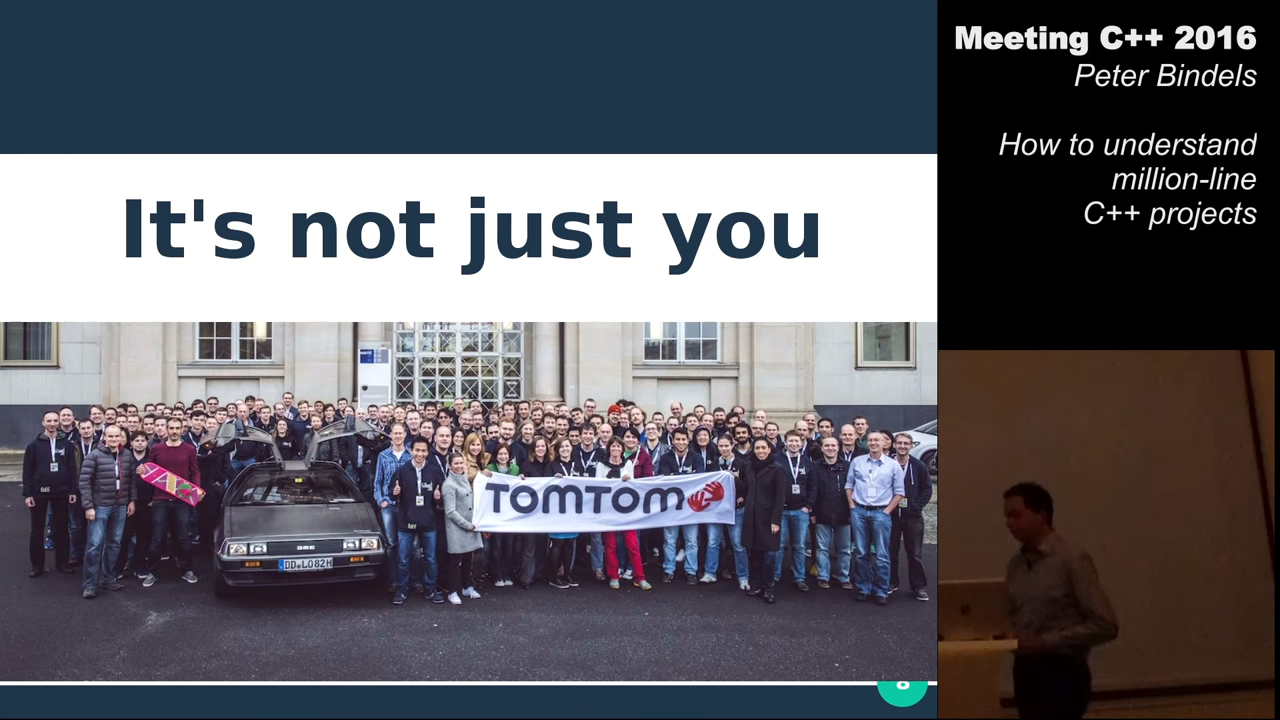 It's not just you
TOMTOM
DD LO82H
8
Meeting C++ 2016
Peter Bindels
How to understand
million-line
C++ projects